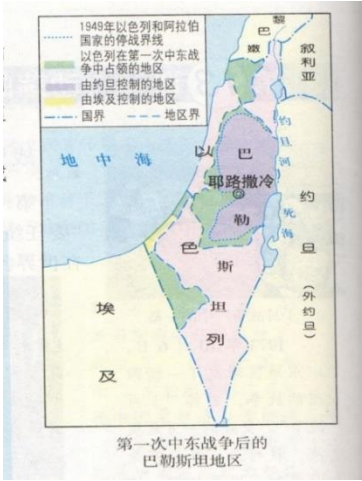 1949年以色列和阿拉伯
国家的停战界线
以色列在第一次中东战
争中占领的地区
由约旦控制的地区
由埃及控制的地区
国界 地区界
黎
巴
嫩
叙
利
亚
地中海
约旦河
以
色
列
巴
勒
斯
坦
耶路撒冷
死海
约
旦
(外约旦)
埃
及
第一次中东战争后的
巴勒斯坦地区